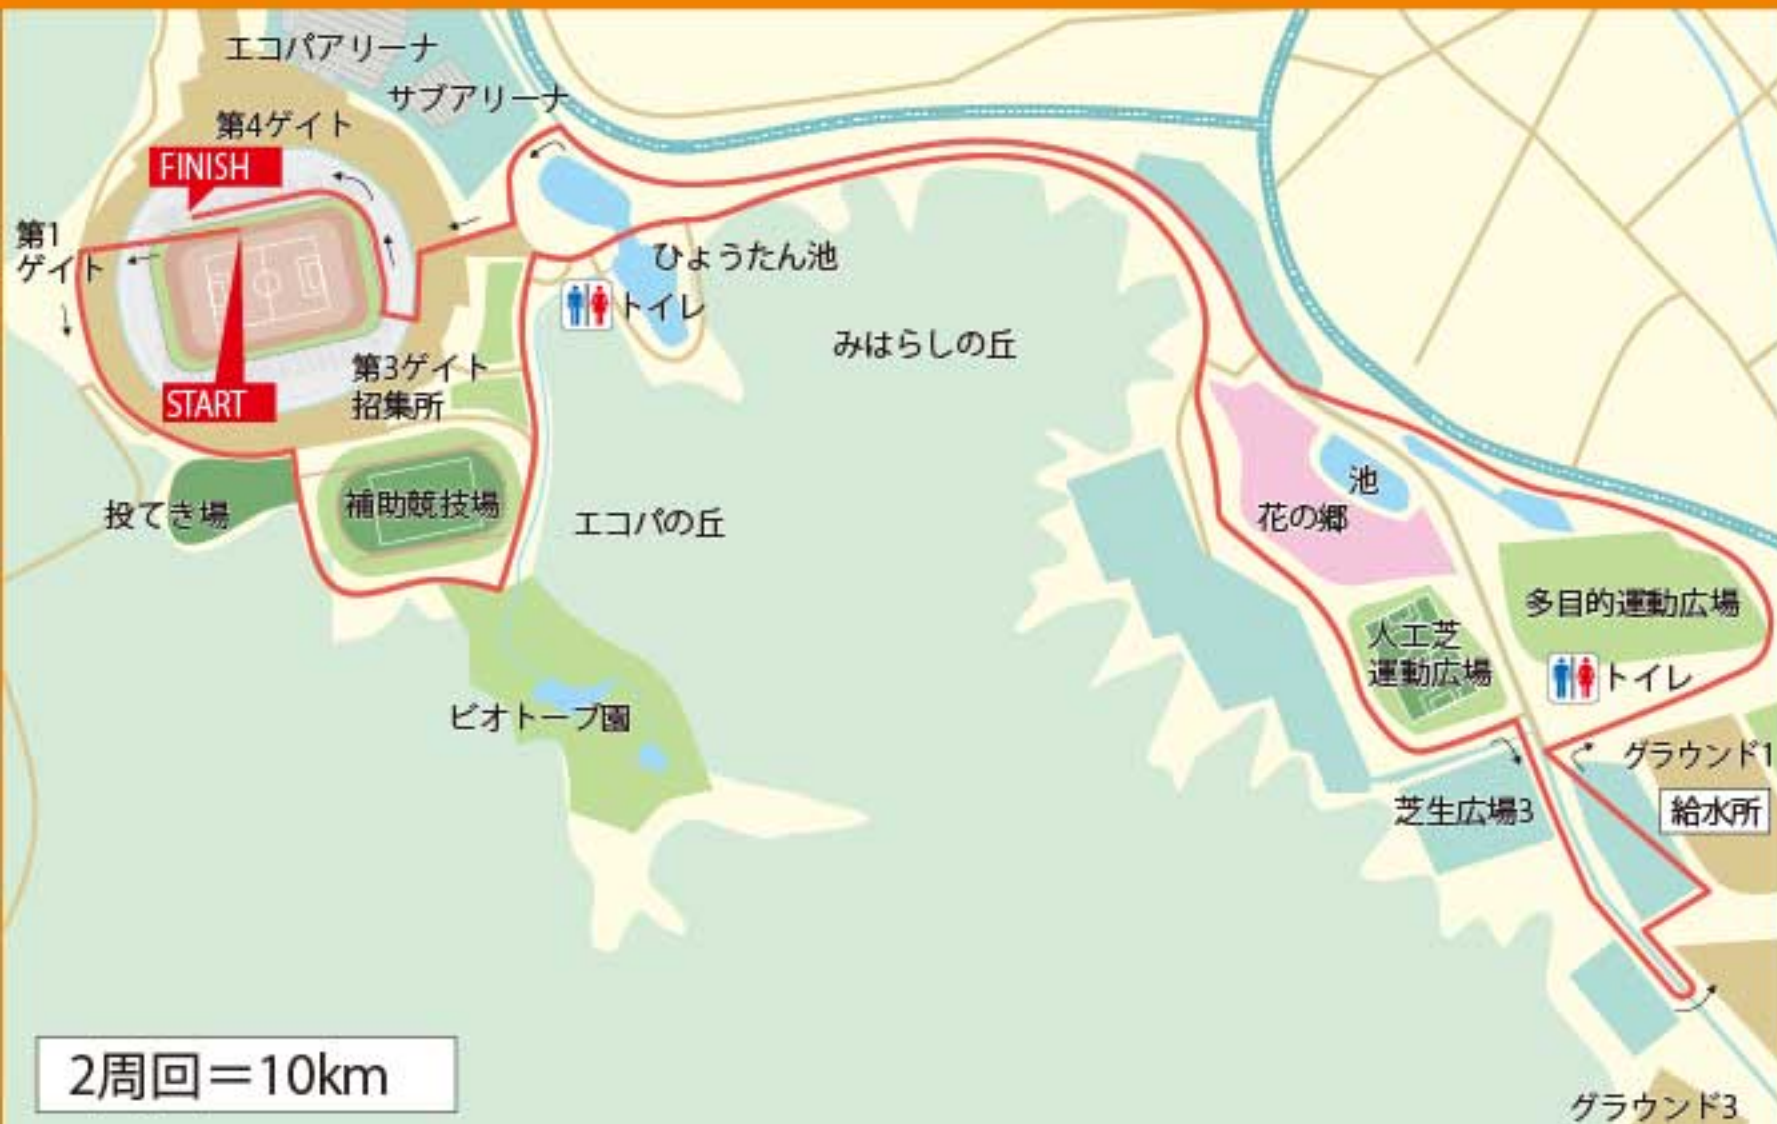 エコパアリーナ
サブアリーナ
第4ゲイト
FINISH
第1
ゲイト
ひょうたん池
トイレ
みはらしの丘
第3ゲイト
招集所
START
投てき場
補助競技場
エコパの丘
池
花の郷
多目的運動広場
人工芝
運動広場
トイレ
ビオトーブ園
グラウンド1
給水所
芝生広場3
2周回＝10km
グラウンド3